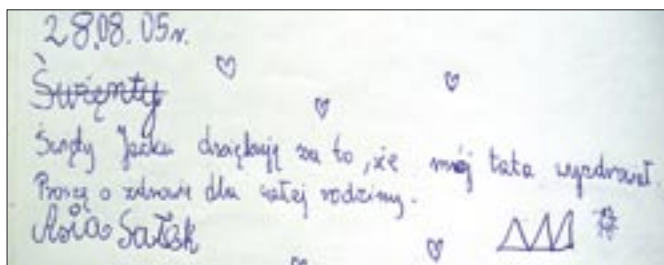 28.08.05r.
Święnty
Święty Jacku dziękuję za to, że mój tata wyzdrowiał.
Proszę o zdrowie dla całej rodziny.
Asia Sałek